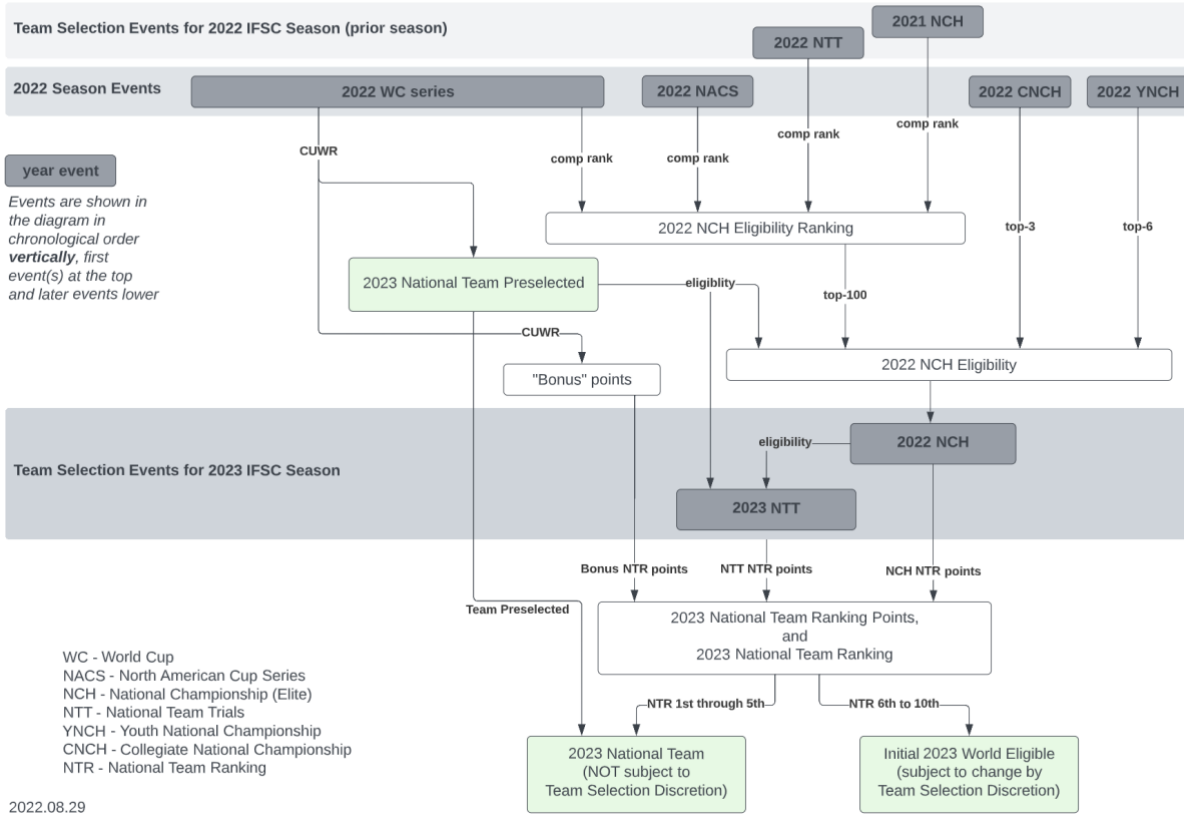 Team Selection Events for 2022 IFSC Season (prior season)
2021 NCH
2022 NTT
2022 Season Events
2022 WC series
2022 NACS
2022 CNCH
2022 YNCH
CUWR
comp rank
comp rank
comp rank
comp rank
year event
Events are shown in
the diagram in
chronological order
vertically, first
event(s) at the top
and later events lower
2022 NCH Eligibility Ranking
top-3
top-6
2023 National Team Preselected
eligiblity
top-100
CUWR
2022 NCH Eligibility
"Bonus" points
Team Selection Events for 2023 IFSC Season
eligibility
2022 NCH
2023 NTT
Bonus NTR points
NTT NTR points
NCH NTR points
Team Preselected
2023 National Team Ranking Points,
and
2023 National Team Ranking
WC - World Cup
NACS - North American Cup Series
NCH - National Championship (Elite)
NTT - National Team Trials
YNCH - Youth National Championship
CNCH - Collegiate National Championship
NTR - National Team Ranking
NTR 1st through 5th
NTR 6th to 10th
2023 National Team
(NOT subject to
Team Selection Discretion)
Initial 2023 World Eligible
(subject to change by
Team Selection Discretion)
2022.08.29